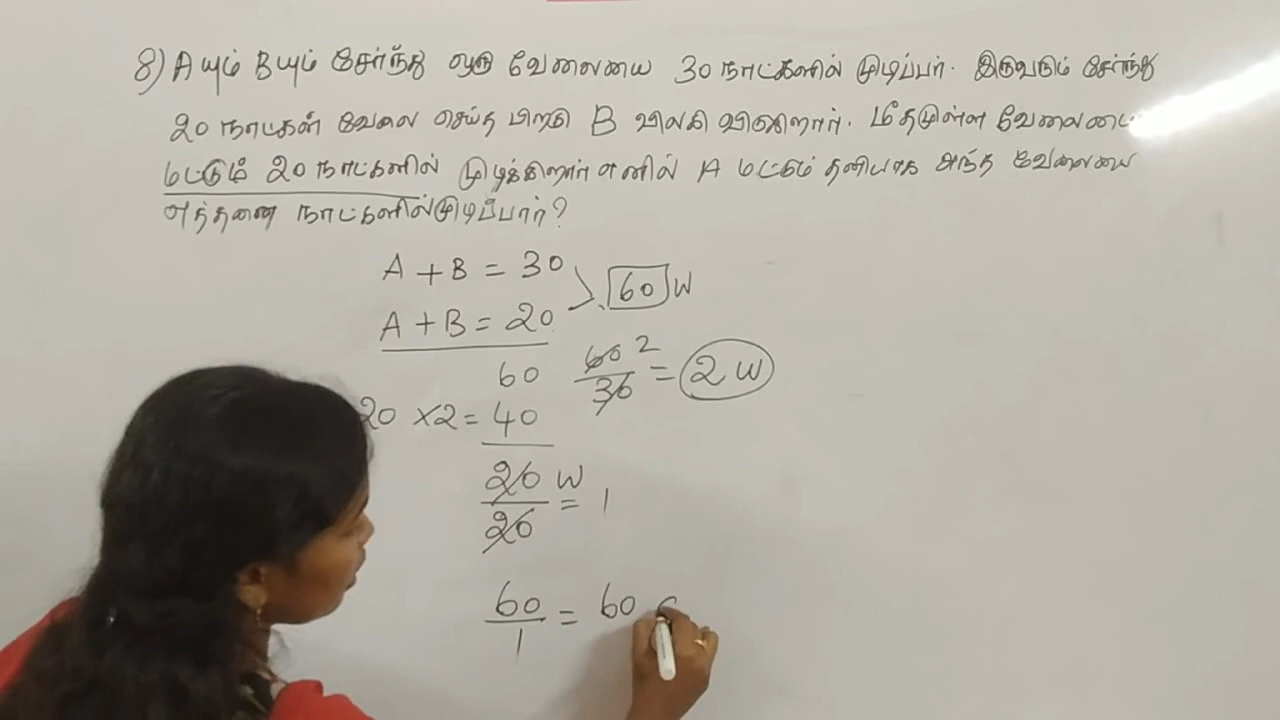 8) A யும் B யும் சேர்ந்து ஒரு வேலையை 30 நாட்களில் முடிப்பர். இருவரும் சேர்ந்து
20 நாட்கள் வேலை செய்த பிறகு B விலகி விடுகிறார். மீதமுள்ள வேலையை
மட்டும் 20 நாட்களில் முடிக்கிறார் எனில் A மட்டும் தனியாக அந்த வேலையை
எத்தனை நாட்களில் முடிப்பார்?
A + B = 30
60 W
A + B = 20
60
60/30 2 = 2 W
20 × 2 = 40
20 W/20 = 1
60/1 = 60